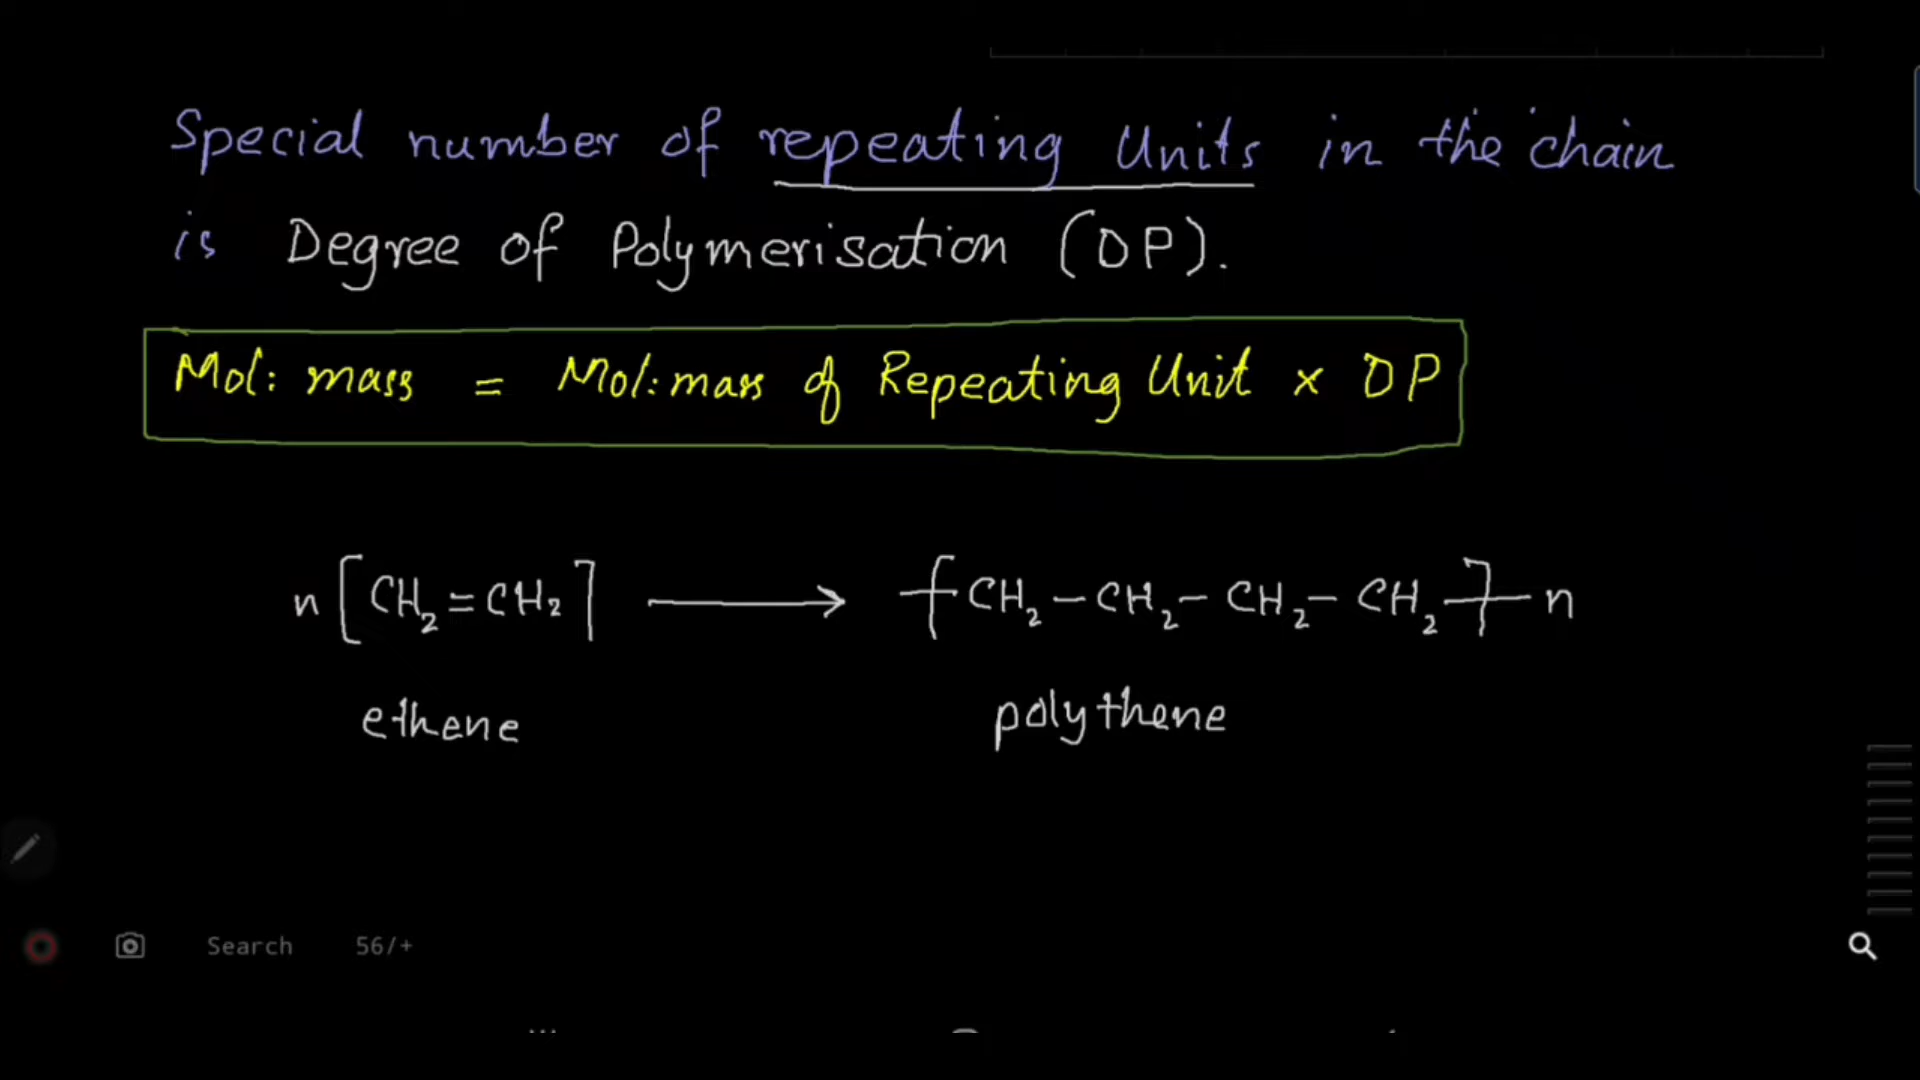 Special number of repeating Units in the chain
is Degree of Polymerisation (DP).
Mol: mass = Mol: mass of Repeating Unit × DP
n[CH₂=CH₂] ⟶ -[CH₂-CH₂-CH₂-CH₂]-n
ethene polythene
Search 56/+